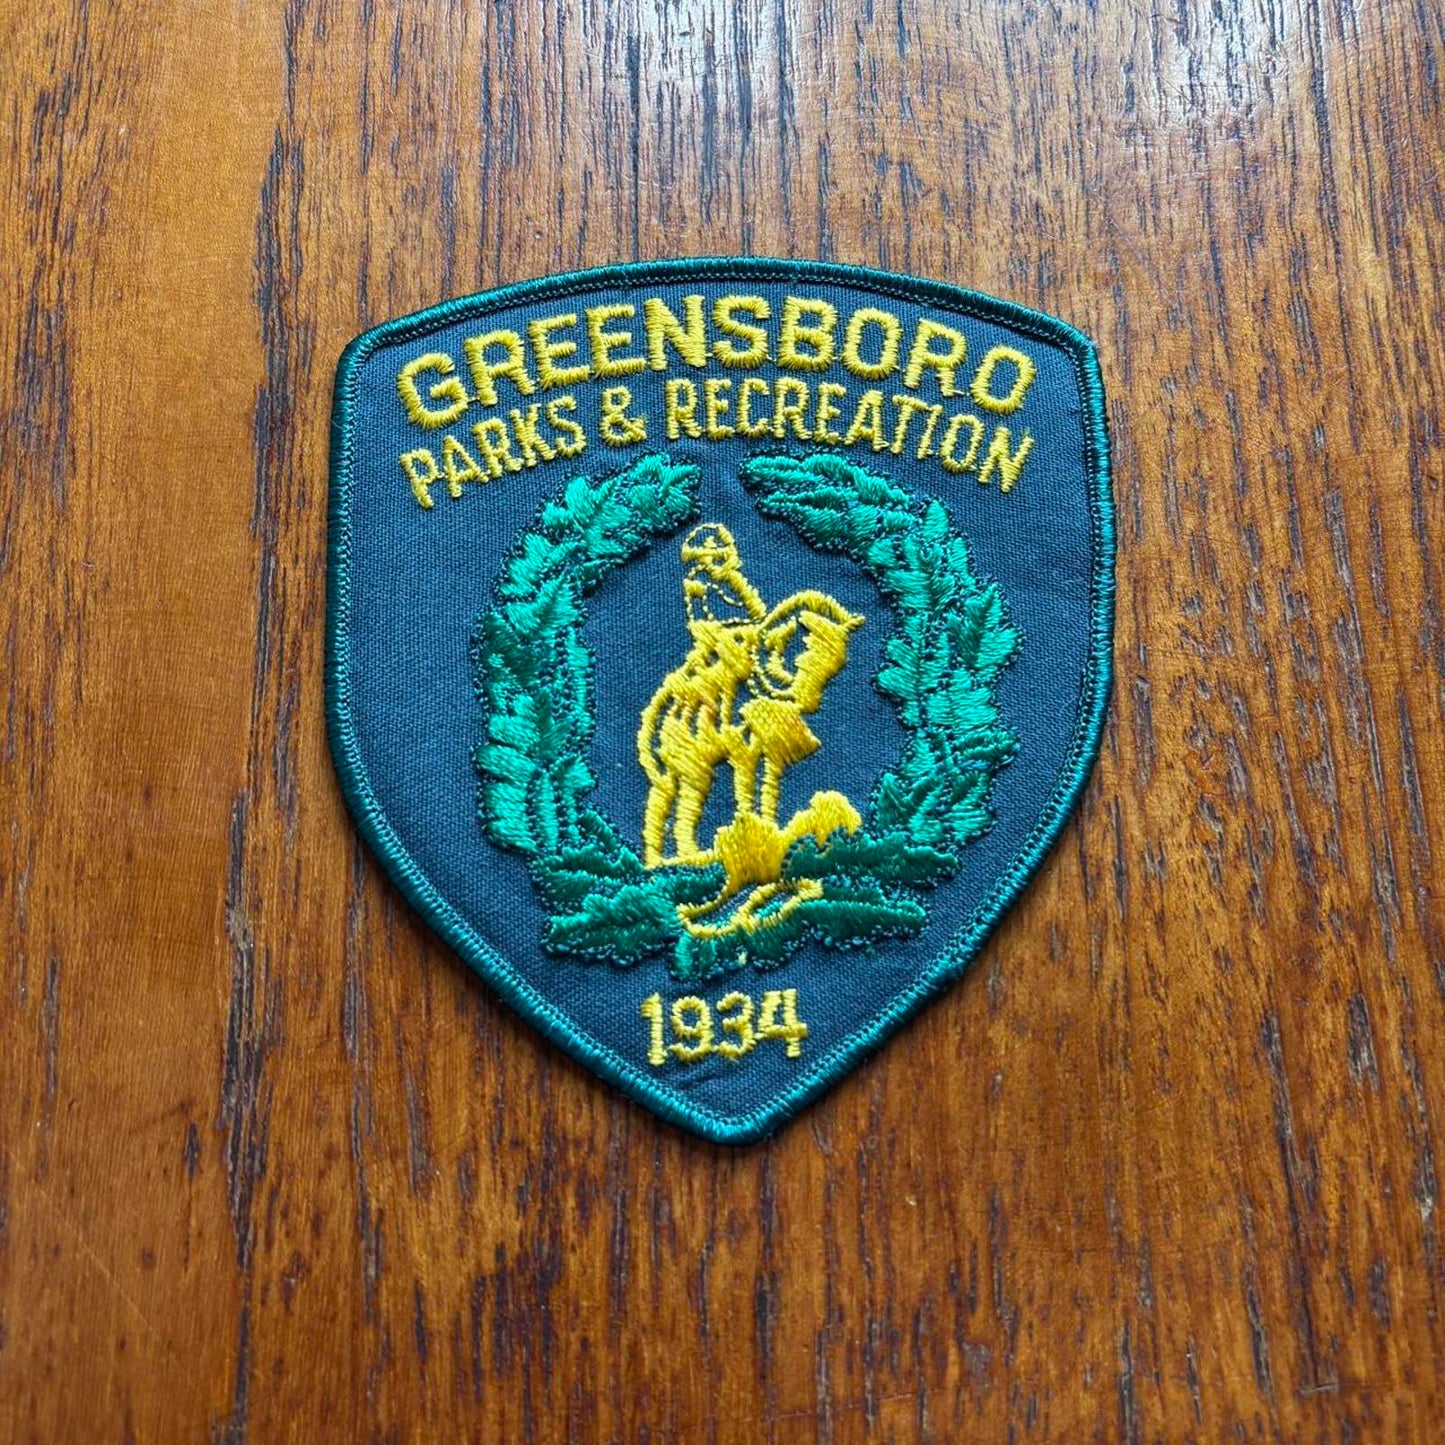 GREENSBORO
PARKS & RECREATION
1934